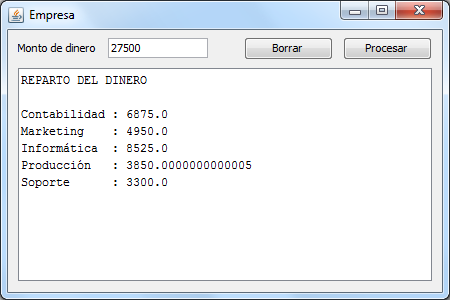 Empresa
Monto de dinero 27500 Borrar Procesar
REPARTO DEL DINERO
Contabilidad : 6875.0
Marketing : 4950.0
Informática : 8525.0
Producción : 3850.0000000000005
Soporte : 3300.0